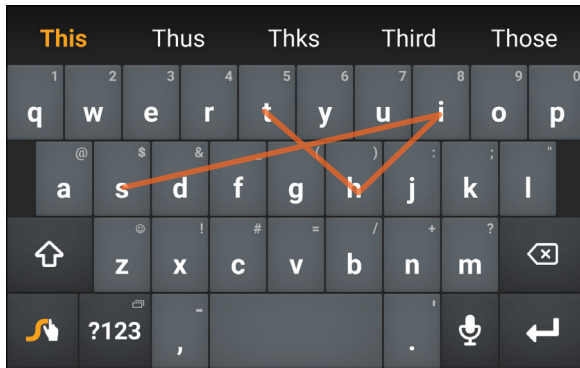 This Thus Thks Third Those
1 2 3 4 5 6 7 8 9 0
q w e r t y u i o p
@ $ & _ ( ) : ; "
a s d f g h j k l
☺ ! # = / + ?
z x c v b n m
?123 , - . '